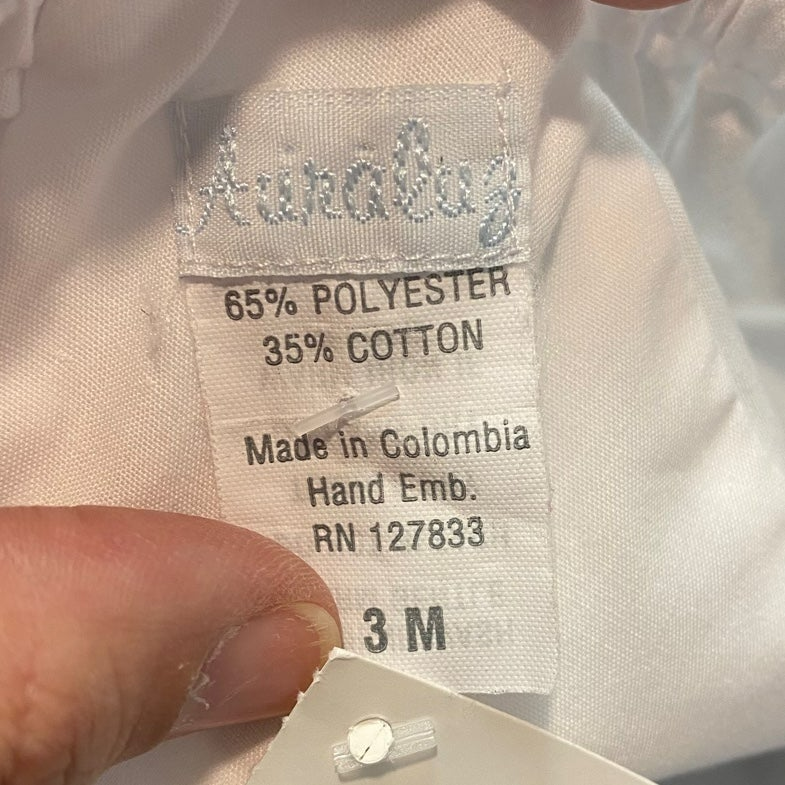 Auraluz
65% POLYESTER
35% COTTON
Made in Colombia
Hand Emb.
RN 127833
3 M